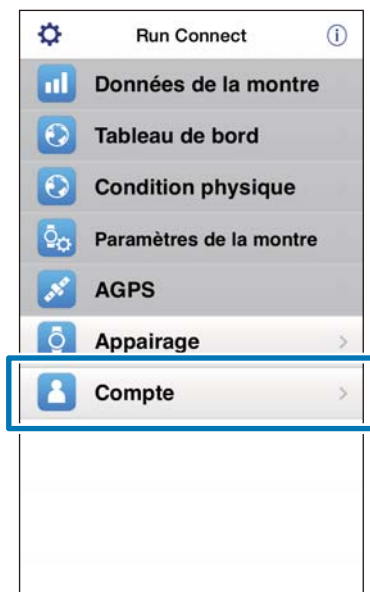 Run Connect
Données de la montre
Tableau de bord
Condition physique
Paramètres de la montre
AGPS
Appairage
Compte